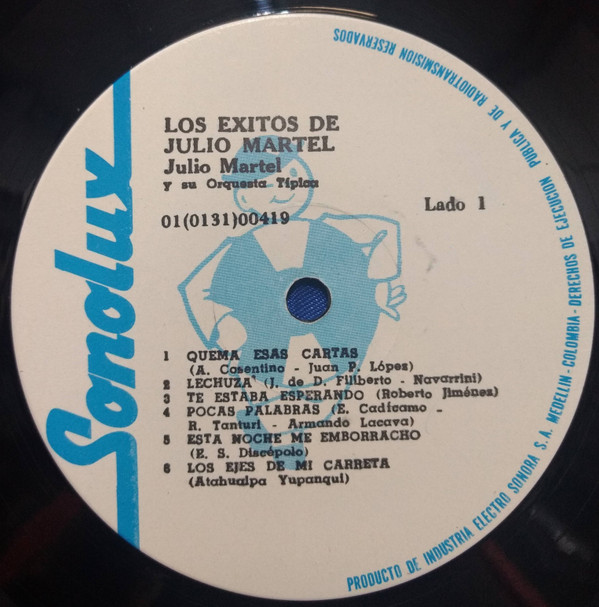 Sonolux
LOS EXITOS DE
JULIO MARTEL
Julio Martel
y su Orquesta Típica
01(0131)00419
Lado 1
1 QUEMA ESAS CARTAS
(A. Cosentino - Juan P. López)
2 LECHUZA (J. de D. Filiberto - Navarrini)
3 TE ESTABA ESPERANDO (Roberto Jiménez)
4 POCAS PALABRAS (E. Cadícamo -
R. Tanturi - Armando Lacava)
5 ESTA NOCHE ME EMBORRACHO
(E. S. Discépolo)
6 LOS EJES DE MI CARRETA
(Atahualpa Yupanqui)
PRODUCTO DE INDUSTRIA ELECTRO SONORA S.A. MEDELLIN - COLOMBIA - DERECHOS DE EJECUCION PUBLICA Y DE RADIOTRANSMISION RESERVADOS